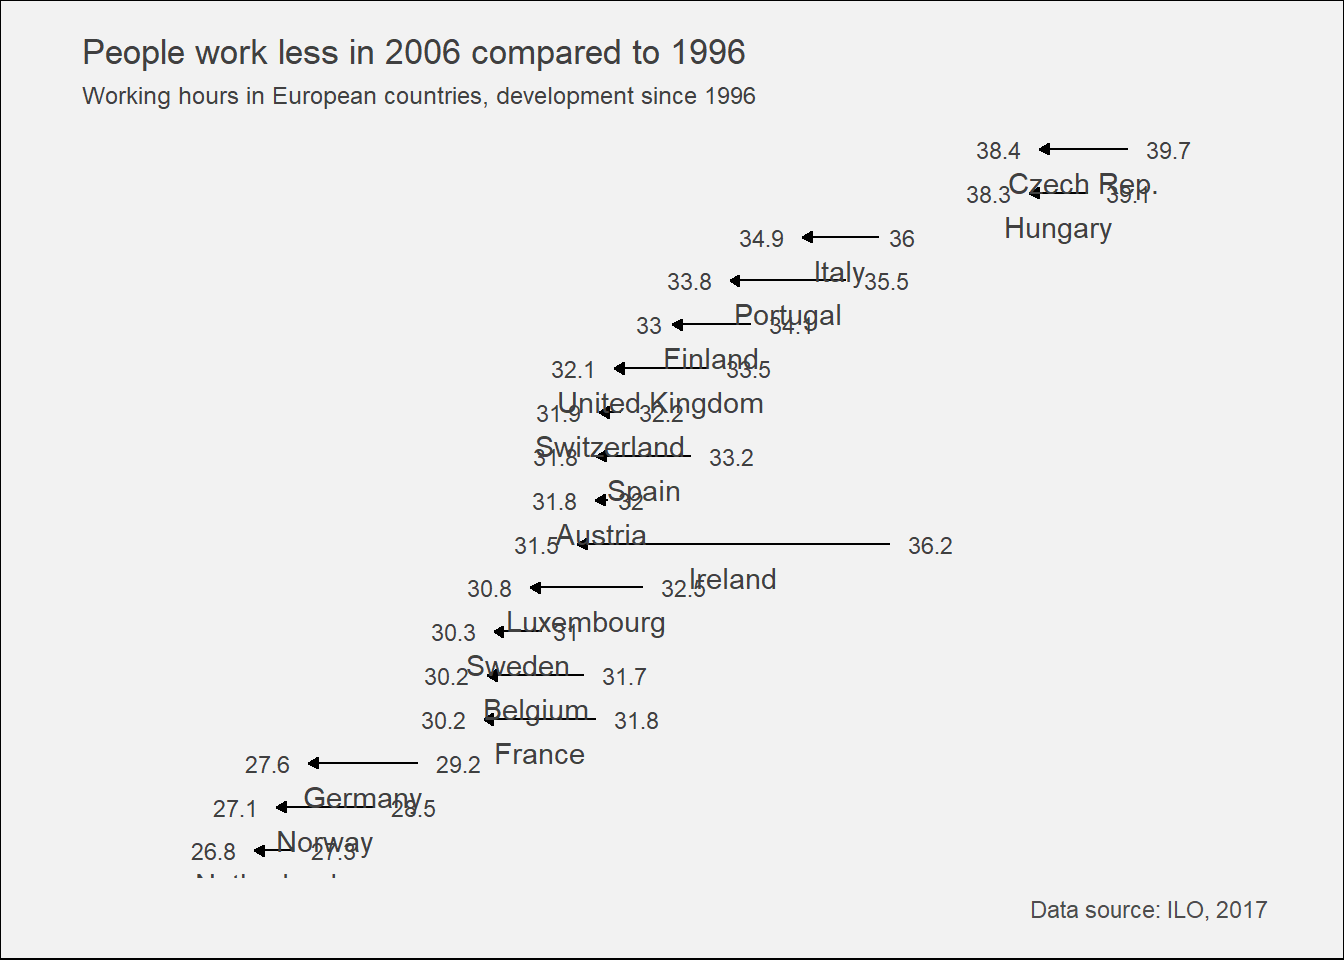 People work less in 2006 compared to 1996
Working hours in European countries, development since 1996
38.4 39.7
Czech Rep.
38.3 39.1
Hungary
34.9 36
Italy
33.8 35.5
Portugal
33 34.1
Finland
32.1 33.5
United Kingdom
31.9 32.2
Switzerland
31.8 33.2
Spain
31.8 32
Austria
31.5 36.2
Ireland
30.8 32.5
Luxembourg
30.3 31
Sweden
30.2 31.7
Belgium
30.2 31.8
France
27.6 29.2
Germany
27.1 28.5
Norway
26.8 27.3
Data source: ILO, 2017